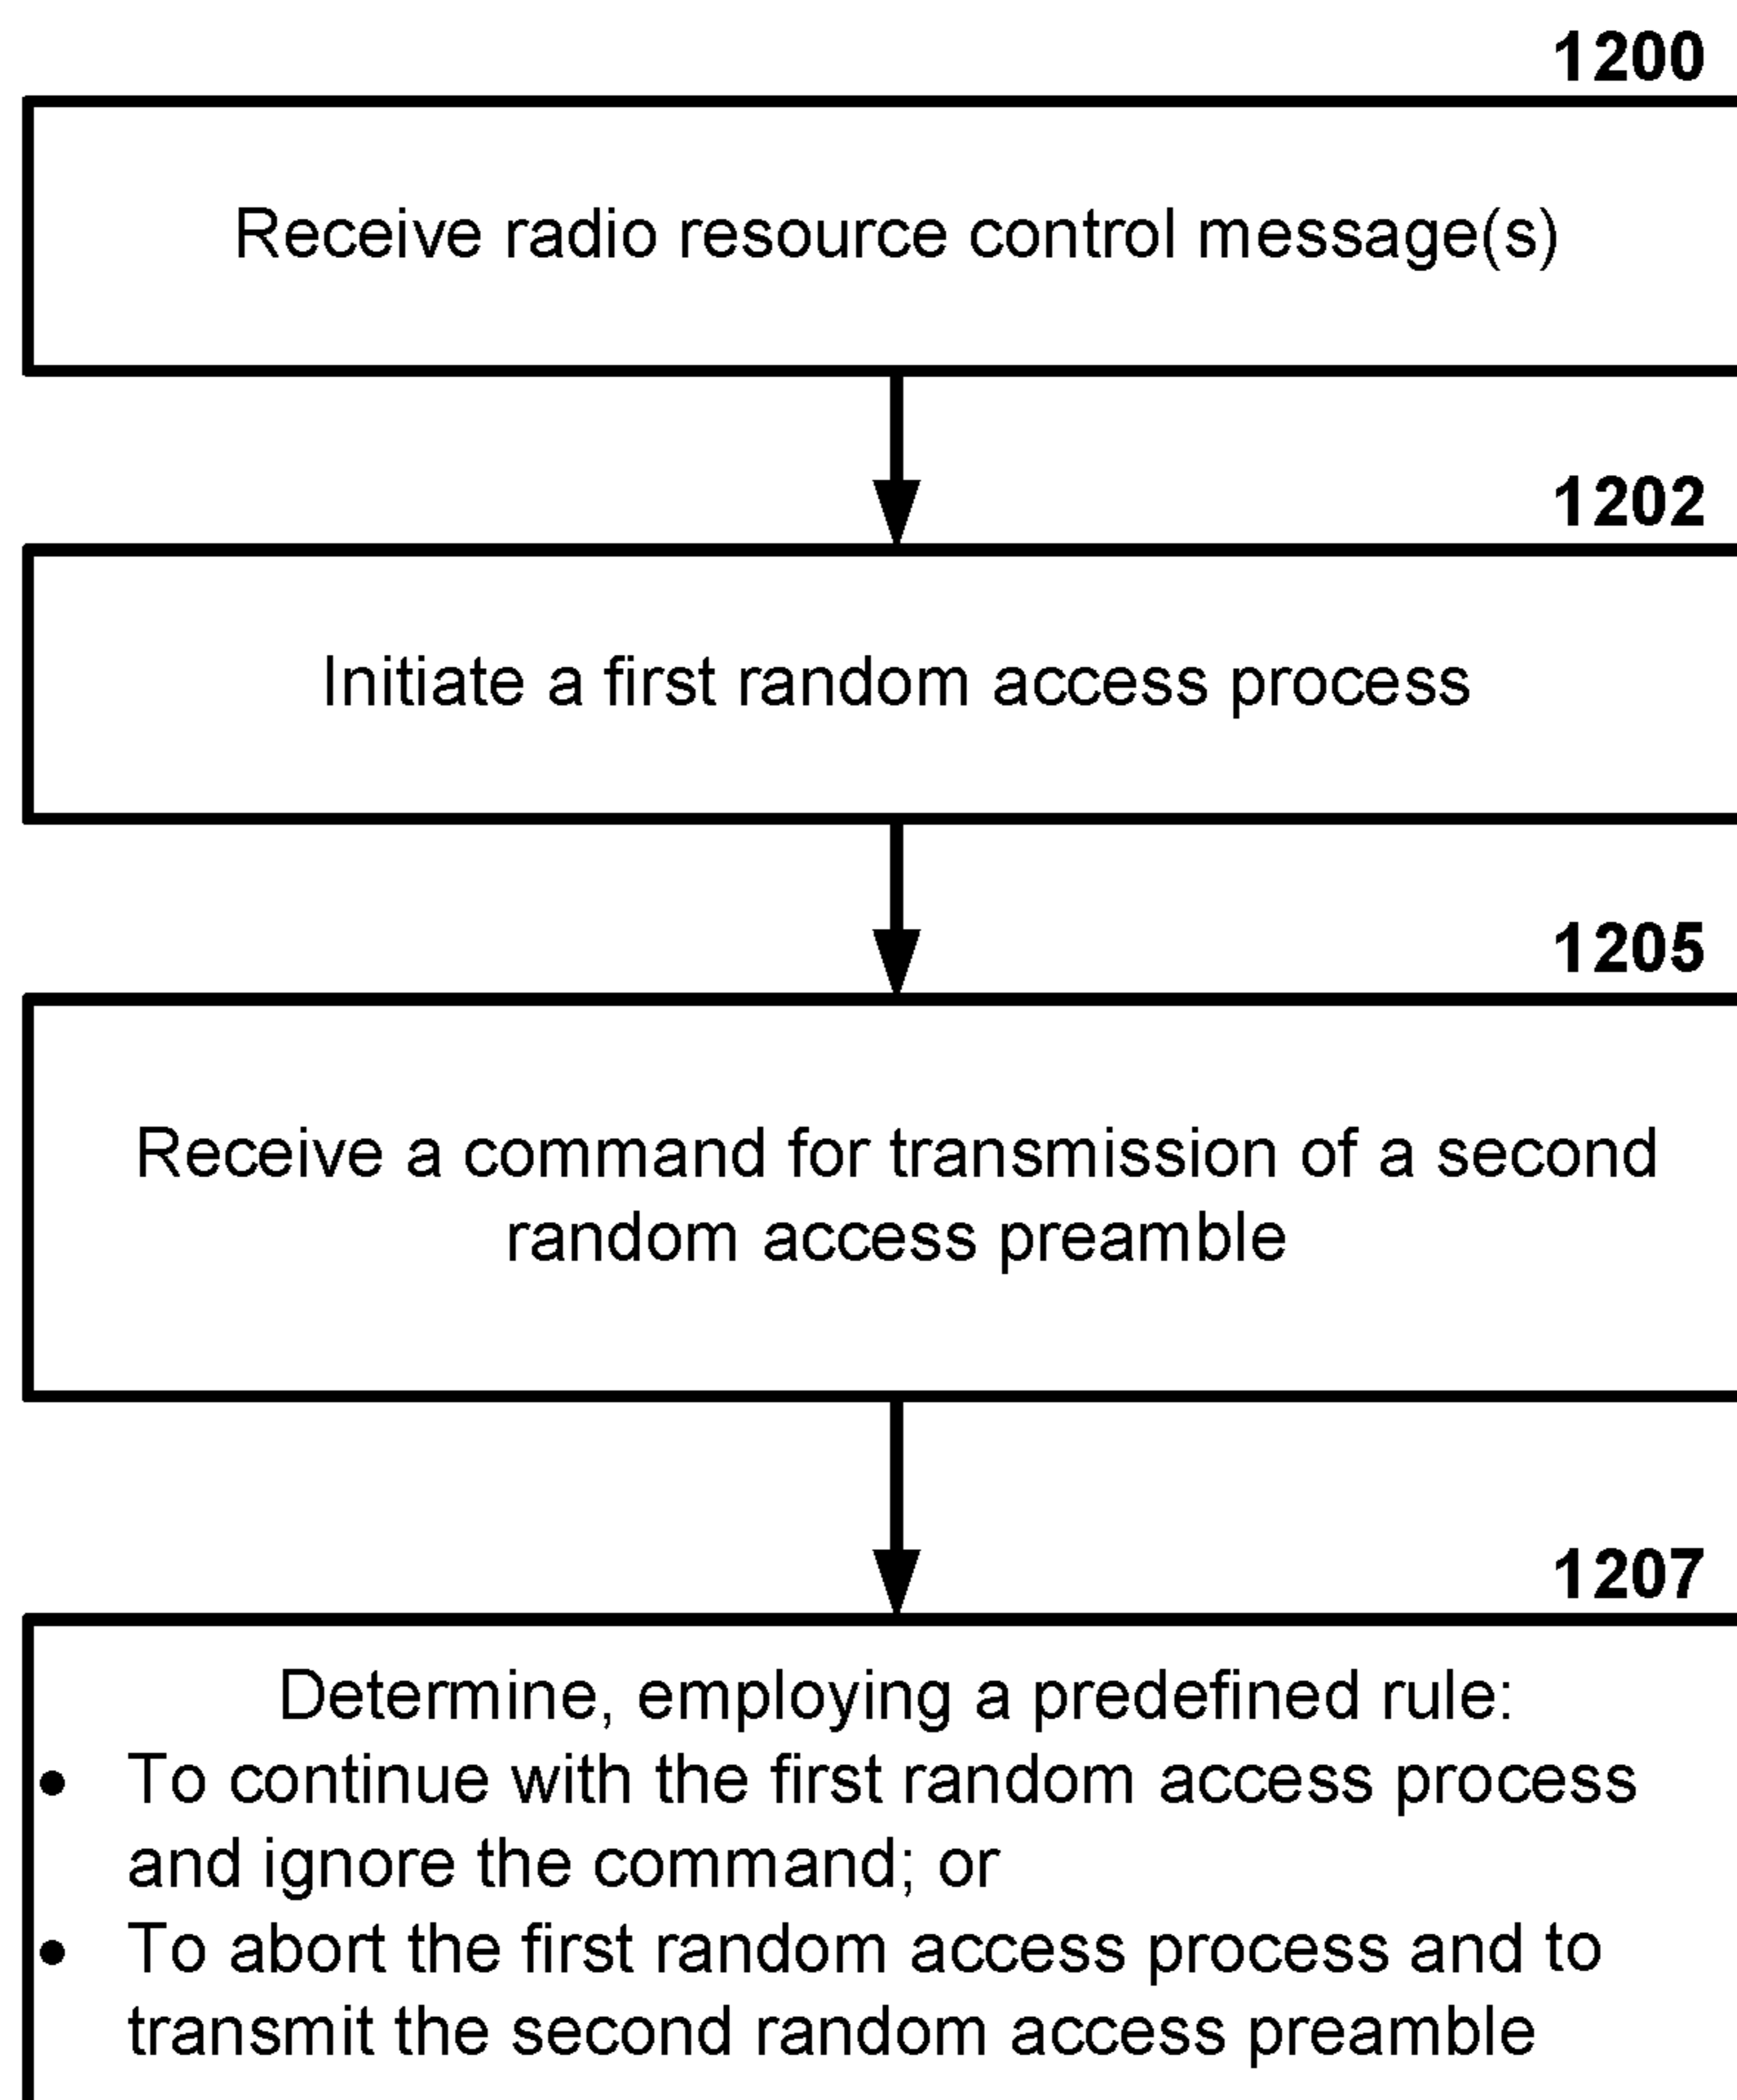 1200
Receive radio resource control message(s)
1202
Initiate a first random access process
1205
Receive a command for transmission of a second
random access preamble
1207
Determine, employing a predefined rule:
• To continue with the first random access process
and ignore the command; or
• To abort the first random access process and to
transmit the second random access preamble